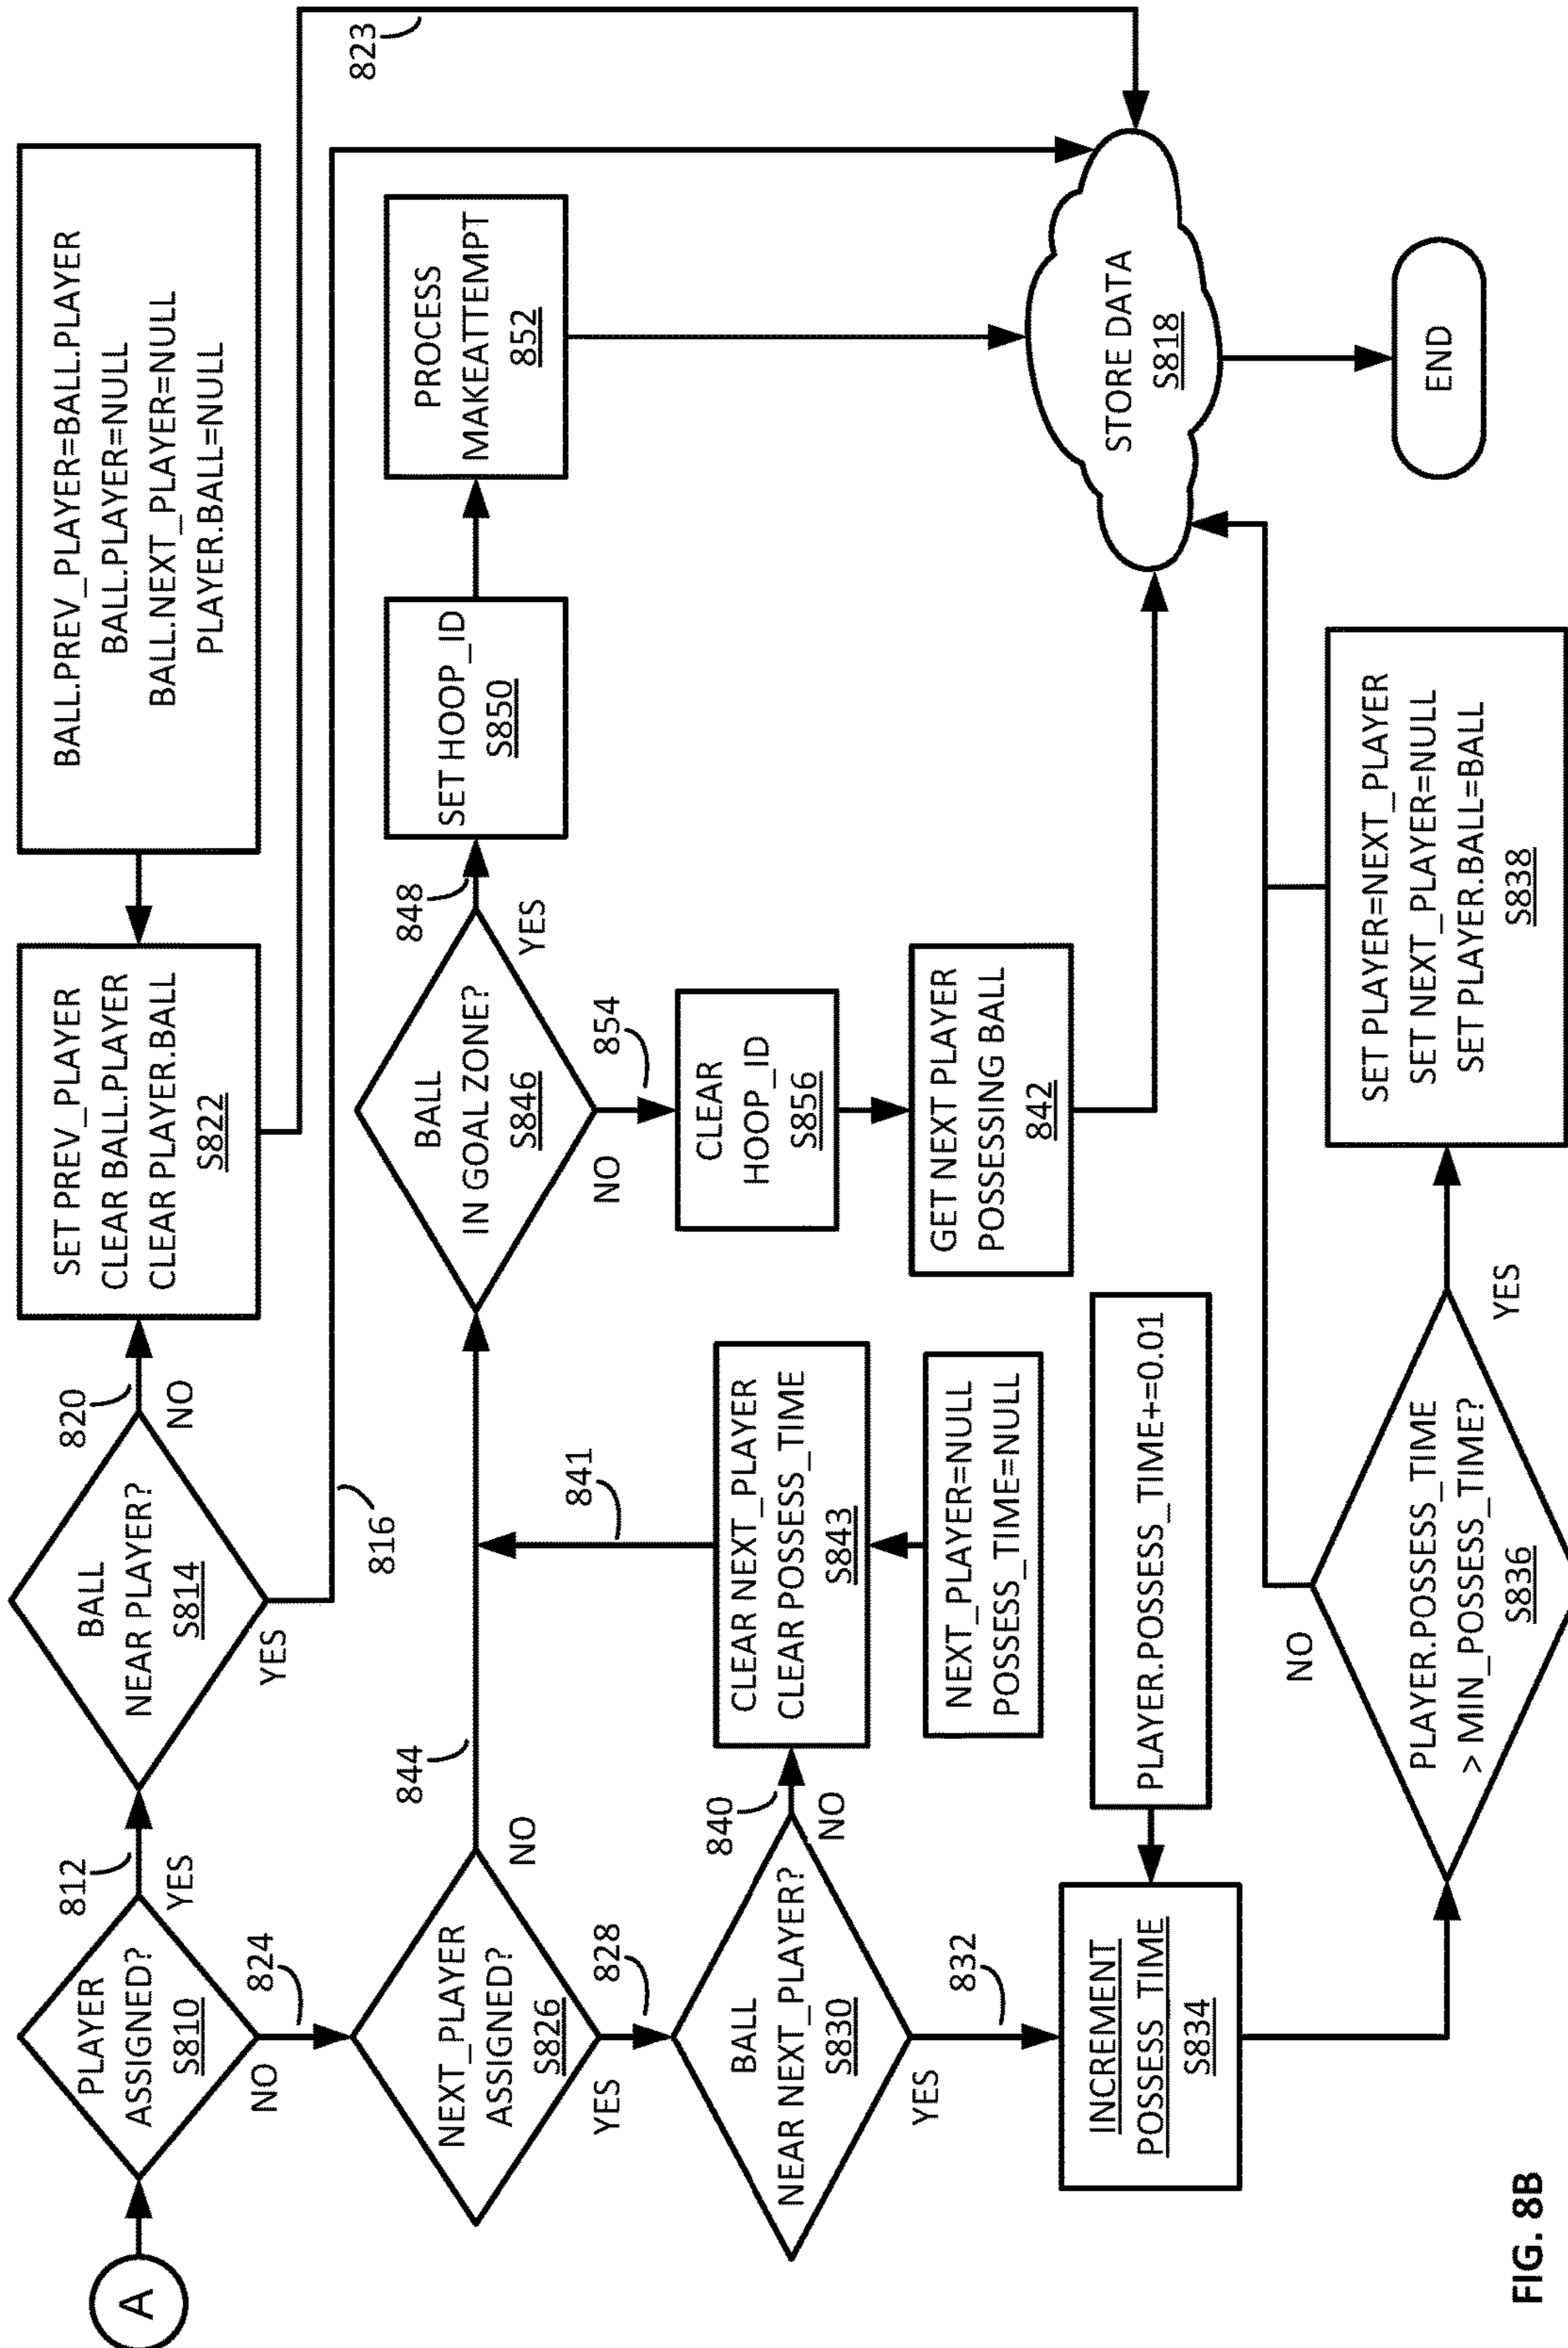 A
PLAYER
ASSIGNED?
S810
812
YES
824
NO
BALL
NEAR PLAYER?
S814
820
NO
816
YES
SET PREV_PLAYER
CLEAR BALL.PLAYER
CLEAR PLAYER.BALL
S822
BALL.PREV_PLAYER=BALL.PLAYER
BALL.PLAYER=NULL
BALL.NEXT_PLAYER=NULL
PLAYER.BALL=NULL
823
NEXT_PLAYER
ASSIGNED?
S826
844
NO
828
YES
BALL
IN GOAL ZONE?
S846
848
YES
854
NO
SET HOOP_ID
S850
PROCESS
MAKEATTEMPT
852
CLEAR
HOOP_ID
S856
GET NEXT PLAYER
POSSESSING BALL
842
BALL
NEAR NEXT_PLAYER?
S830
840
NO
832
YES
CLEAR NEXT_PLAYER
CLEAR POSSESS_TIME
S843
841
NEXT_PLAYER=NULL
POSSESS_TIME=NULL
INCREMENT
POSSESS_TIME
S834
PLAYER.POSSESS_TIME+=0.01
PLAYER.POSSESS_TIME
> MIN_POSSESS_TIME?
S836
NO
YES
SET PLAYER=NEXT_PLAYER
SET NEXT_PLAYER=NULL
SET PLAYER.BALL=BALL
S838
STORE DATA
S818
END
FIG. 8B